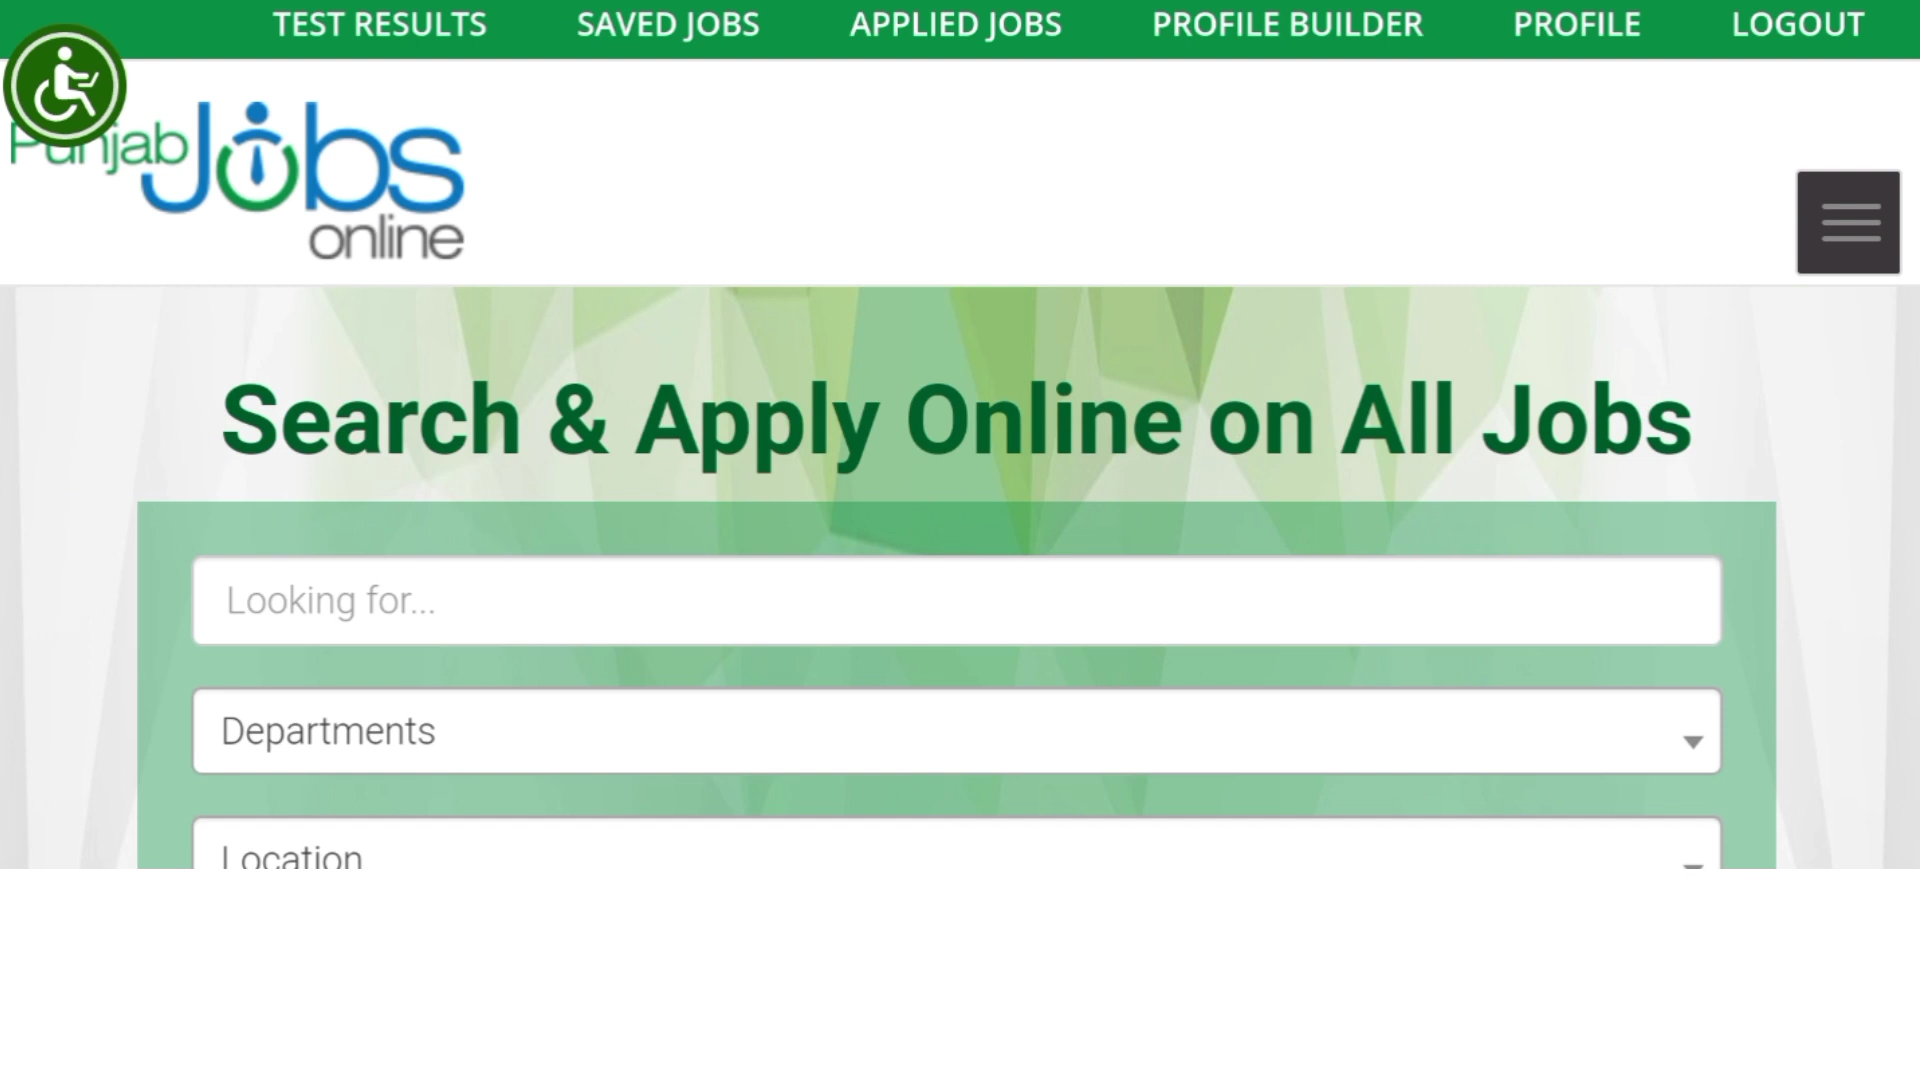 TEST RESULTS SAVED JOBS APPLIED JOBS PROFILE BUILDER PROFILE LOGOUT
Punjab Jobs
online
Search & Apply Online on All Jobs
Looking for...
Departments
Location